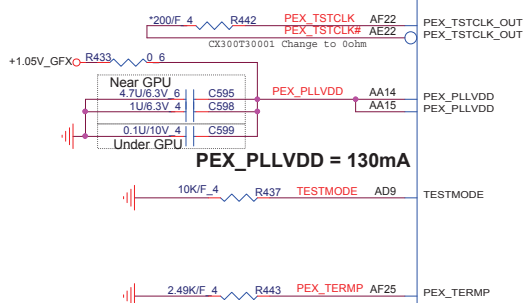 *200/F_4 R442 PEX_TSTCLK AF22 PEX_TSTCLK_OUT
PEX_TSTCLK# AE22 PEX_TSTCLK_OUT
CX300T30001 Change to 0ohm
+1.05V_GFX R433 0_6
Near GPU
4.7U/6.3V_6 C595 PEX_PLLVDD AA14 PEX_PLLVDD
1U/6.3V_4 C598 AA15 PEX_PLLVDD
0.1U/10V_4 C599
Under GPU
PEX_PLLVDD = 130mA
10K/F_4 R437 TESTMODE AD9 TESTMODE
2.49K/F_4 R443 PEX_TERMP AF25 PEX_TERMP